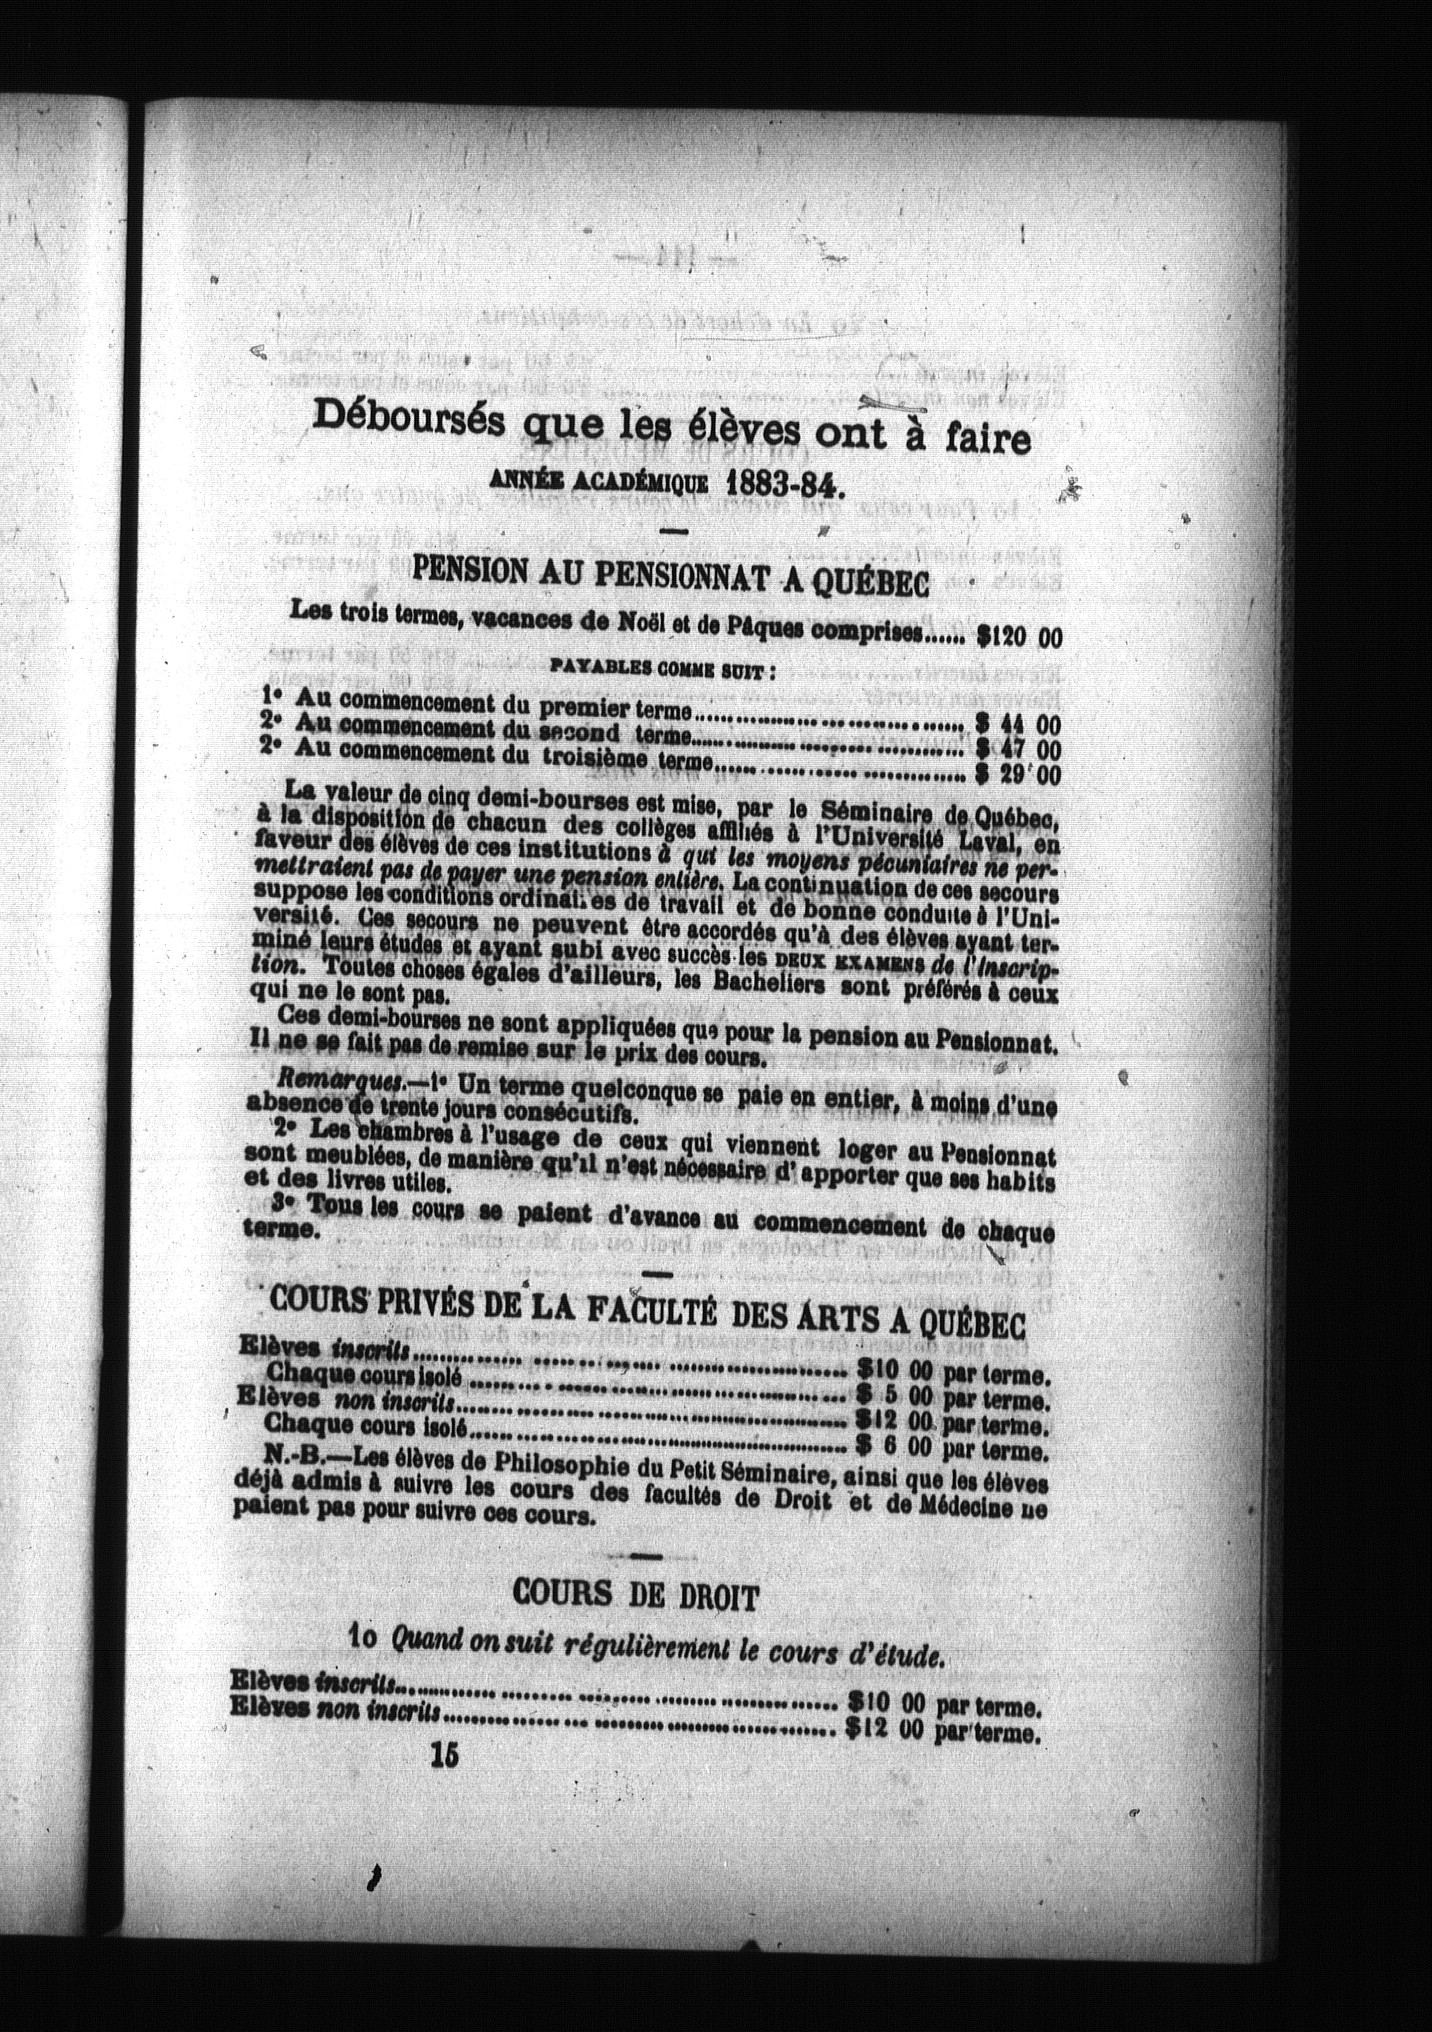 Déboursés que les élèves ont à faire
ANNÉE ACADÉMIQUE 1883-84.
PENSION AU PENSIONNAT A QUÉBEC
Les trois termes, vacances de Noël et de Pâques comprises...... $120 00
PAYABLES COMME SUIT :
1° Au commencement du premier terme........................ $ 44 00
2° Au commencement du second terme........................ $ 47 00
2° Au commencement du troisième terme........................ $ 29 00
La valeur de cinq demi-bourses est mise, par le Séminaire de Québec,
à la disposition de chacun des collèges affiliés à l'Université Laval, en
faveur des élèves de ces institutions à qui les moyens pécuniaires ne per-
mettraient pas de payer une pension entière. La continuation de ces secours
suppose les conditions ordinaires de travail et de bonne conduite à l'Uni-
versité. Ces secours ne peuvent être accordés qu'à des élèves ayant ter-
miné leurs études et ayant subi avec succès les DEUX EXAMENS de l'Inscrip-
tion. Toutes choses égales d'ailleurs, les Bacheliers sont préférés à ceux
qui ne le sont pas.
Ces demi-bourses ne sont appliquées que pour la pension au Pensionnat.
Il ne se fait pas de remise sur le prix des cours.
Remarques.—1° Un terme quelconque se paie en entier, à moins d'une
absence de trente jours consécutifs.
2° Les chambres à l'usage de ceux qui viennent loger au Pensionnat
sont meublées, de manière qu'il n'est nécessaire d'apporter que ses habits
et des livres utiles.
3° Tous les cours se paient d'avance au commencement de chaque
terme.
COURS PRIVÉS DE LA FACULTÉ DES ARTS A QUÉBEC
Elèves inscrits........................ $10 00 par terme.
Chaque cours isolé ........................ $ 5 00 par terme.
Elèves non inscrits........................ $12 00 par terme.
Chaque cours isolé........................ $ 6 00 par terme.
N.-B.—Les élèves de Philosophie du Petit Séminaire, ainsi que les élèves
déjà admis à suivre les cours des facultés de Droit et de Médecine ne
paient pas pour suivre ces cours.
COURS DE DROIT
1o Quand on suit régulièrement le cours d'étude.
Elèves inscrits........................ $10 00 par terme.
Elèves non inscrits........................ $12 00 par terme.
15